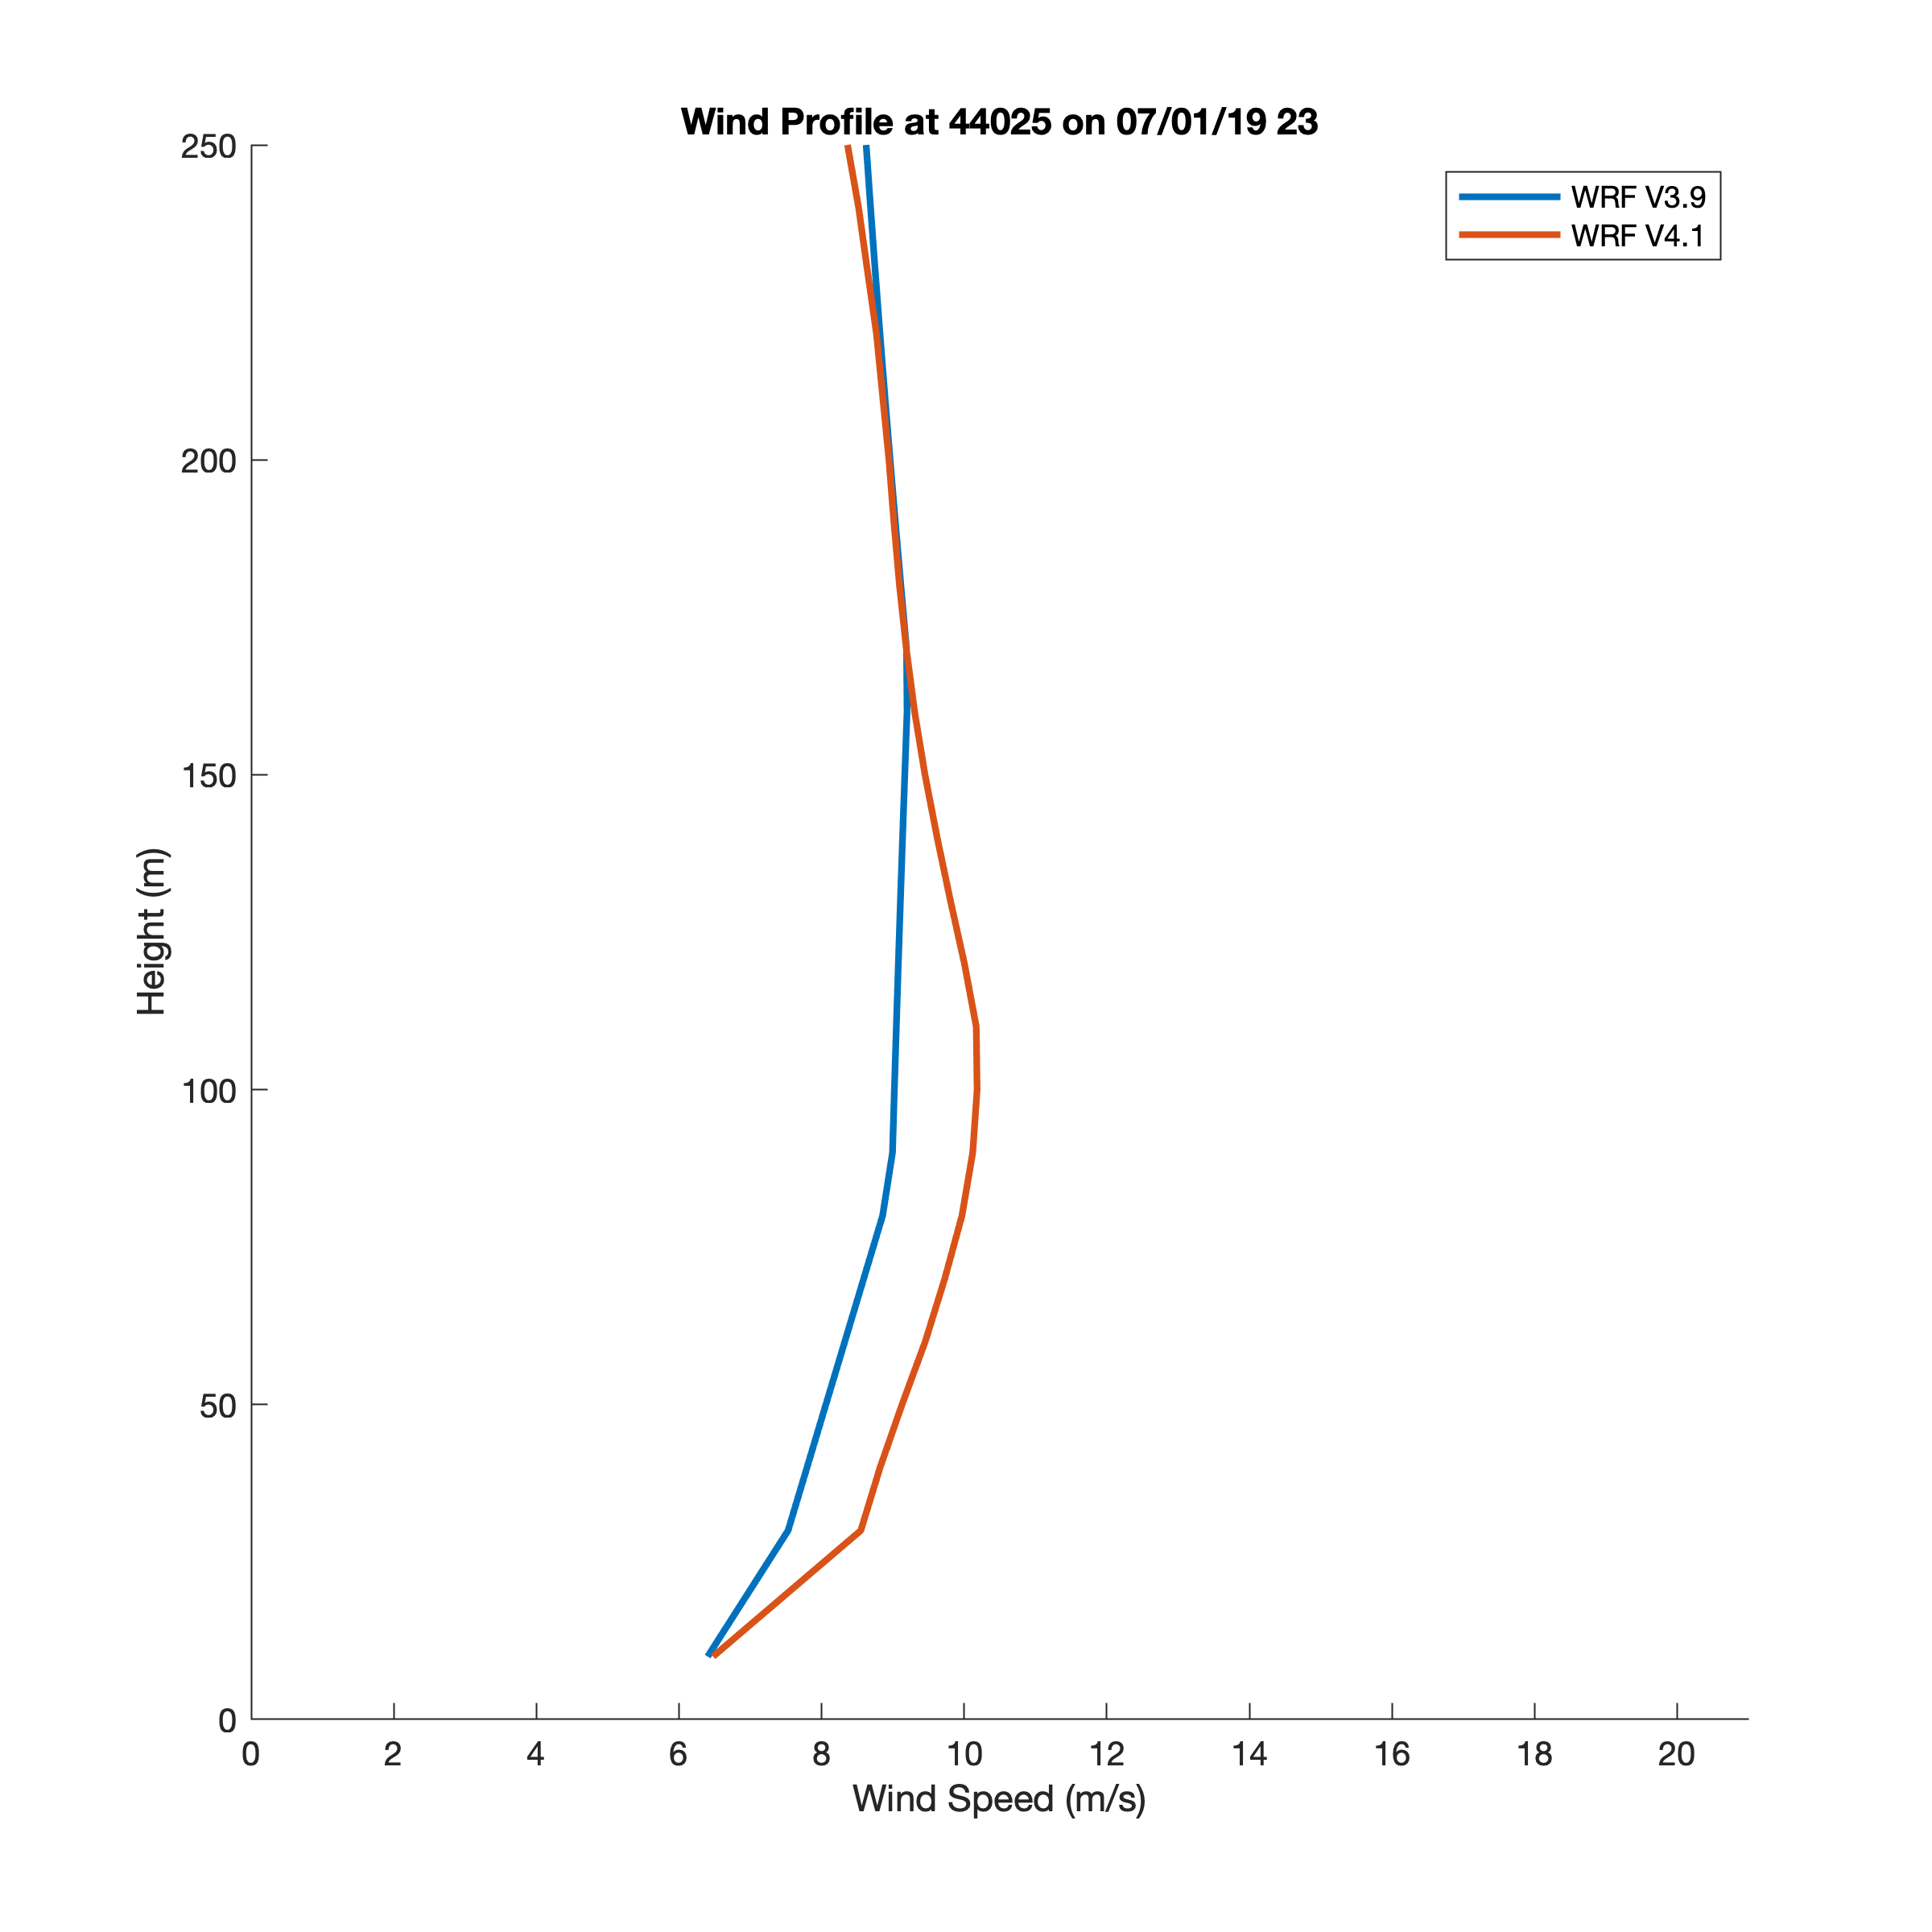 Wind Profile at 44025 on 07/01/19 23
WRF V3.9
WRF V4.1
250
200
150
100
50
0
Height (m)
0 2 4 6 8 10 12 14 16 18 20
Wind Speed (m/s)